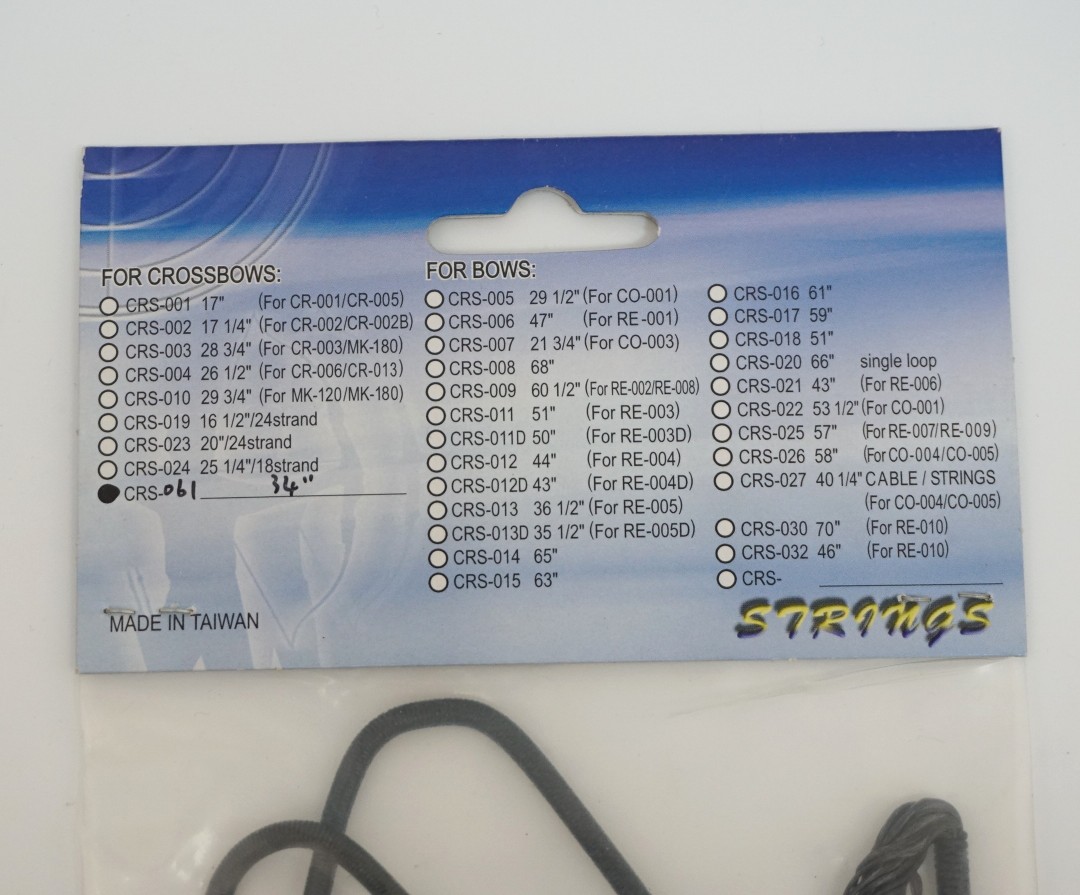 FOR CROSSBOWS:
CRS-001 17" (For CR-001/CR-005)
CRS-002 17 1/4" (For CR-002/CR-002B)
CRS-003 28 3/4" (For CR-003/MK-180)
CRS-004 26 1/2" (For CR-006/CR-013)
CRS-010 29 3/4" (For MK-120/MK-180)
CRS-019 16 1/2"/24strand
CRS-023 20"/24strand
CRS-024 25 1/4"/18strand
CRS-061 34"
MADE IN TAIWAN
FOR BOWS:
CRS-005 29 1/2" (For CO-001)
CRS-006 47" (For RE-001)
CRS-007 21 3/4" (For CO-003)
CRS-008 68"
CRS-009 60 1/2" (For RE-002/RE-008)
CRS-011 51" (For RE-003)
CRS-011D 50" (For RE-003D)
CRS-012 44" (For RE-004)
CRS-012D 43" (For RE-004D)
CRS-013 36 1/2" (For RE-005)
CRS-013D 35 1/2" (For RE-005D)
CRS-014 65"
CRS-015 63"
CRS-016 61"
CRS-017 59"
CRS-018 51"
CRS-020 66" single loop
CRS-021 43" (For RE-006)
CRS-022 53 1/2" (For CO-001)
CRS-025 57" (For RE-007/RE-009)
CRS-026 58" (For CO-004/CO-005)
CRS-027 40 1/4" CABLE / STRINGS
(For CO-004/CO-005)
CRS-030 70" (For RE-010)
CRS-032 46" (For RE-010)
CRS-
STRINGS